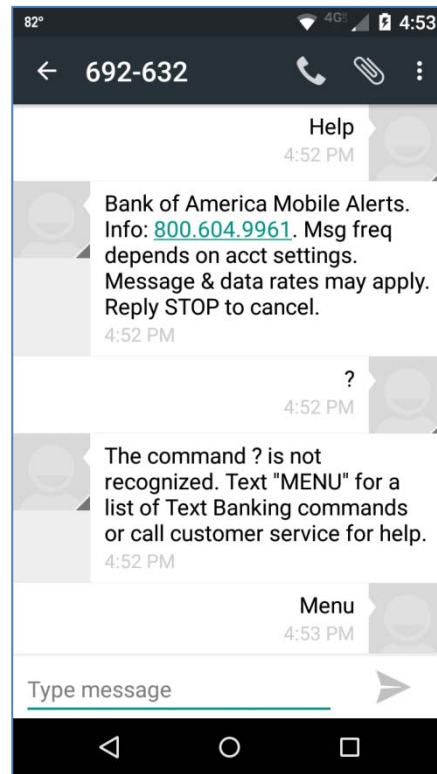 82° 4G 4:53
692-632
Help
4:52 PM
Bank of America Mobile Alerts.
Info: 800.604.9961. Msg freq
depends on acct settings.
Message & data rates may apply.
Reply STOP to cancel.
4:52 PM
?
4:52 PM
The command ? is not
recognized. Text "MENU" for a
list of Text Banking commands
or call customer service for help.
4:52 PM
Menu
4:53 PM
Type message